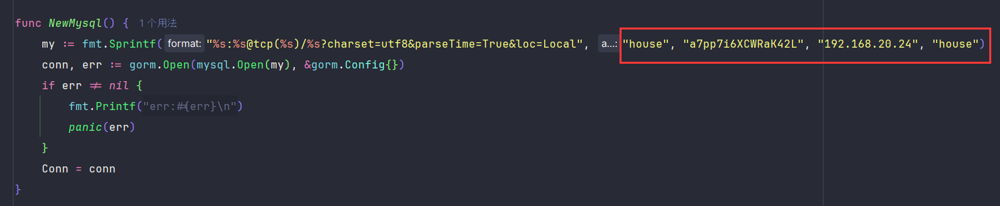 func NewMysql() { 1个用法
my := fmt.Sprintf( format: "%s:%s@tcp(%s)/%s?charset=utf8&parseTime=True&loc=Local", a...: "house", "a7pp7i6XCWRaK42L", "192.168.20.24", "house")
conn, err := gorm.Open(mysql.Open(my), &gorm.Config{})
if err != nil {
fmt.Printf("err:#{err}\n")
panic(err)
}
Conn = conn
}